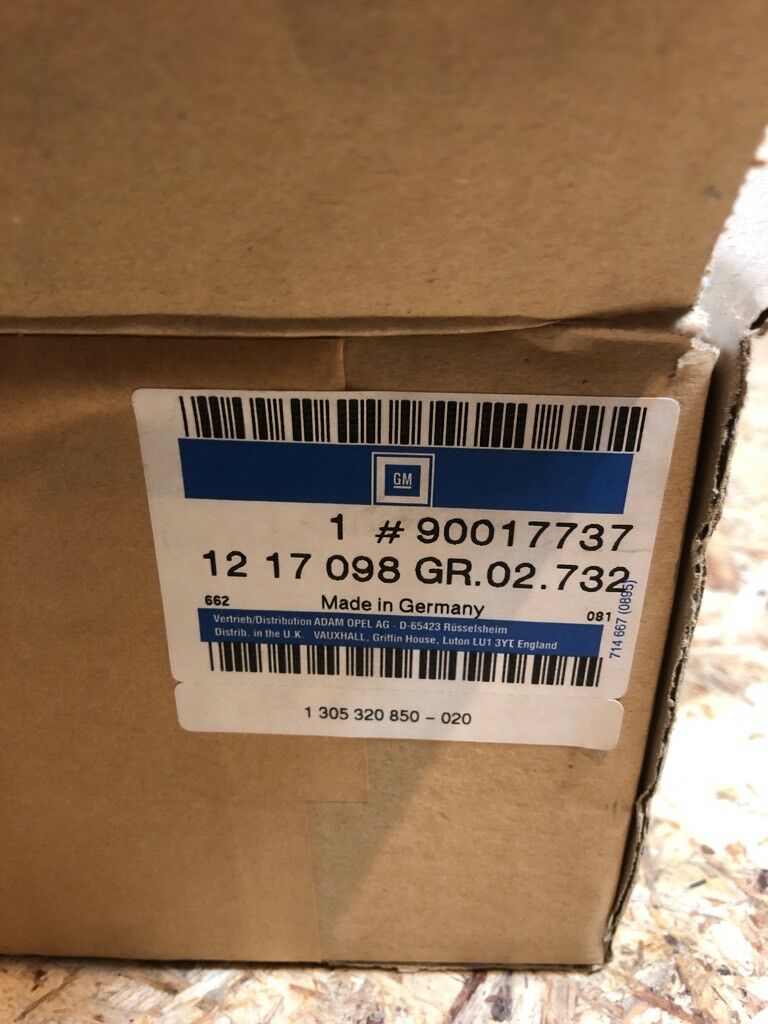 GM
1 # 90017737
12 17 098 GR.02.732
662 Made in Germany 081
Vertrieb/Distribution ADAM OPEL AG - D-65423 Rüsselsheim
Distrib. in the U.K. VAUXHALL, Griffin House, Luton LU1 3YT, England
714 667 (0895)
1 305 320 850 - 020